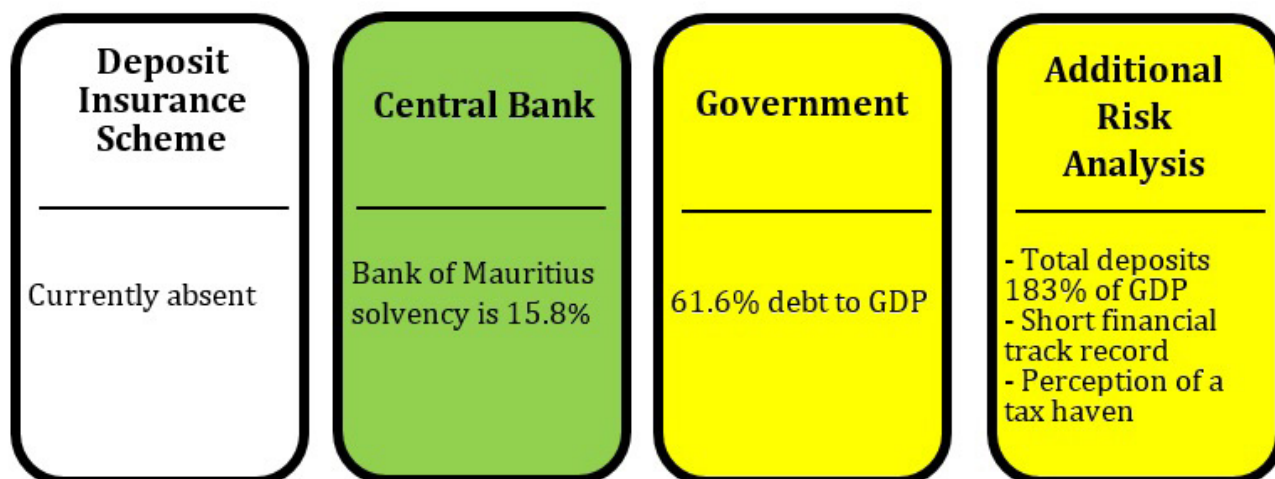 Deposit
Insurance
Scheme
Currently absent
Central Bank
Bank of Mauritius
solvency is 15.8%
Government
61.6% debt to GDP
Additional
Risk
Analysis
- Total deposits
183% of GDP
- Short financial
track record
- Perception of a
tax haven